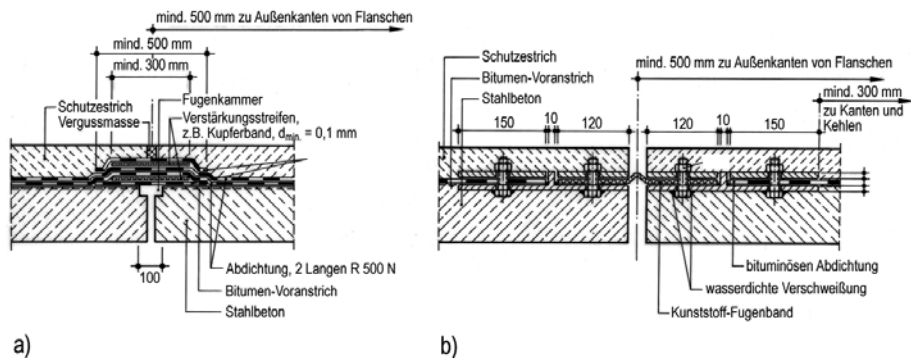 mind. 500 mm zu Außenkanten von Flanschen
mind. 500 mm
mind. 300 mm
Schutzestrich
Vergussmasse
Fugenkammer
Verstärkungsstreifen,
z.B. Kupferband, dmin. = 0,1 mm
100
Abdichtung, 2 Langen R 500 N
Bitumen-Voranstrich
Stahlbeton
a)
mind. 500 mm zu Außenkanten von Flanschen
Schutzestrich
Bitumen-Voranstrich
Stahlbeton
mind. 300 mm
zu Kanten und
Kehlen
150 10 120 120 10 150
bituminösen Abdichtung
wasserdichte Verschweißung
Kunststoff-Fugenband
b)